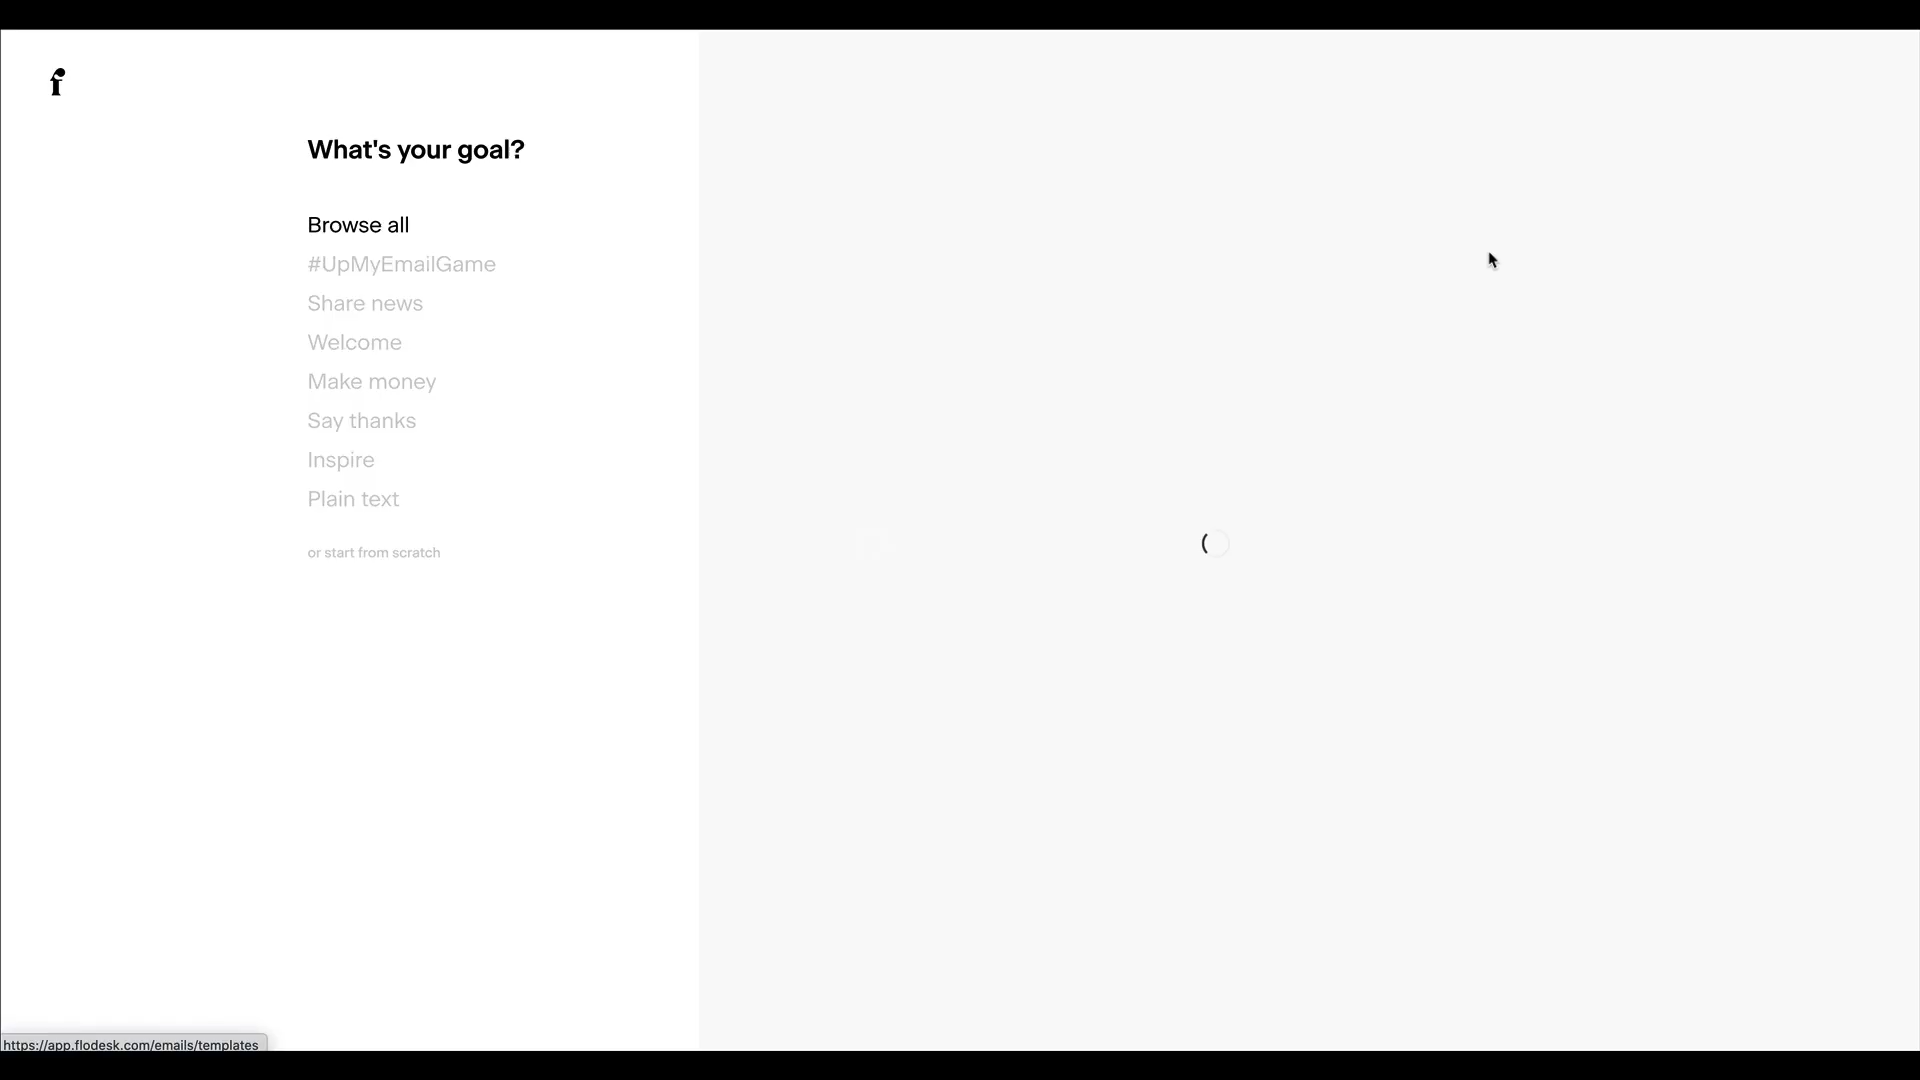 f
What's your goal?
Browse all
#UpMyEmailGame
Share news
Welcome
Make money
Say thanks
Inspire
Plain text
or start from scratch
https://app.flodesk.com/emails/templates